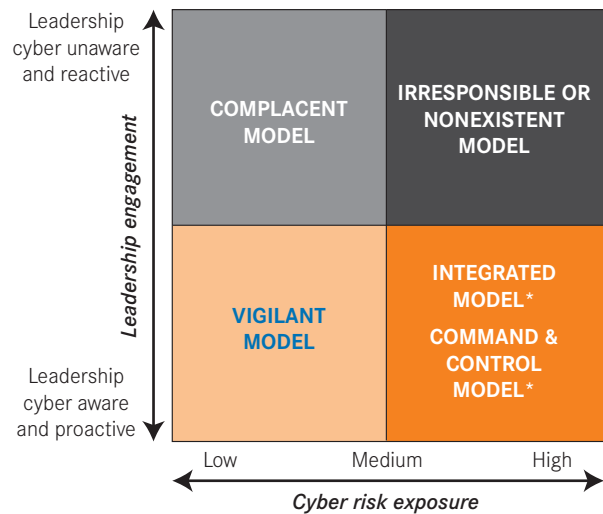 Leadership
cyber unaware
and reactive
COMPLACENT
MODEL
IRRESPONSIBLE OR
NONEXISTENT
MODEL
Leadership engagement
VIGILANT
MODEL
INTEGRATED
MODEL*
COMMAND &
CONTROL
MODEL*
Leadership
cyber aware
and proactive
Low
Medium
High
Cyber risk exposure